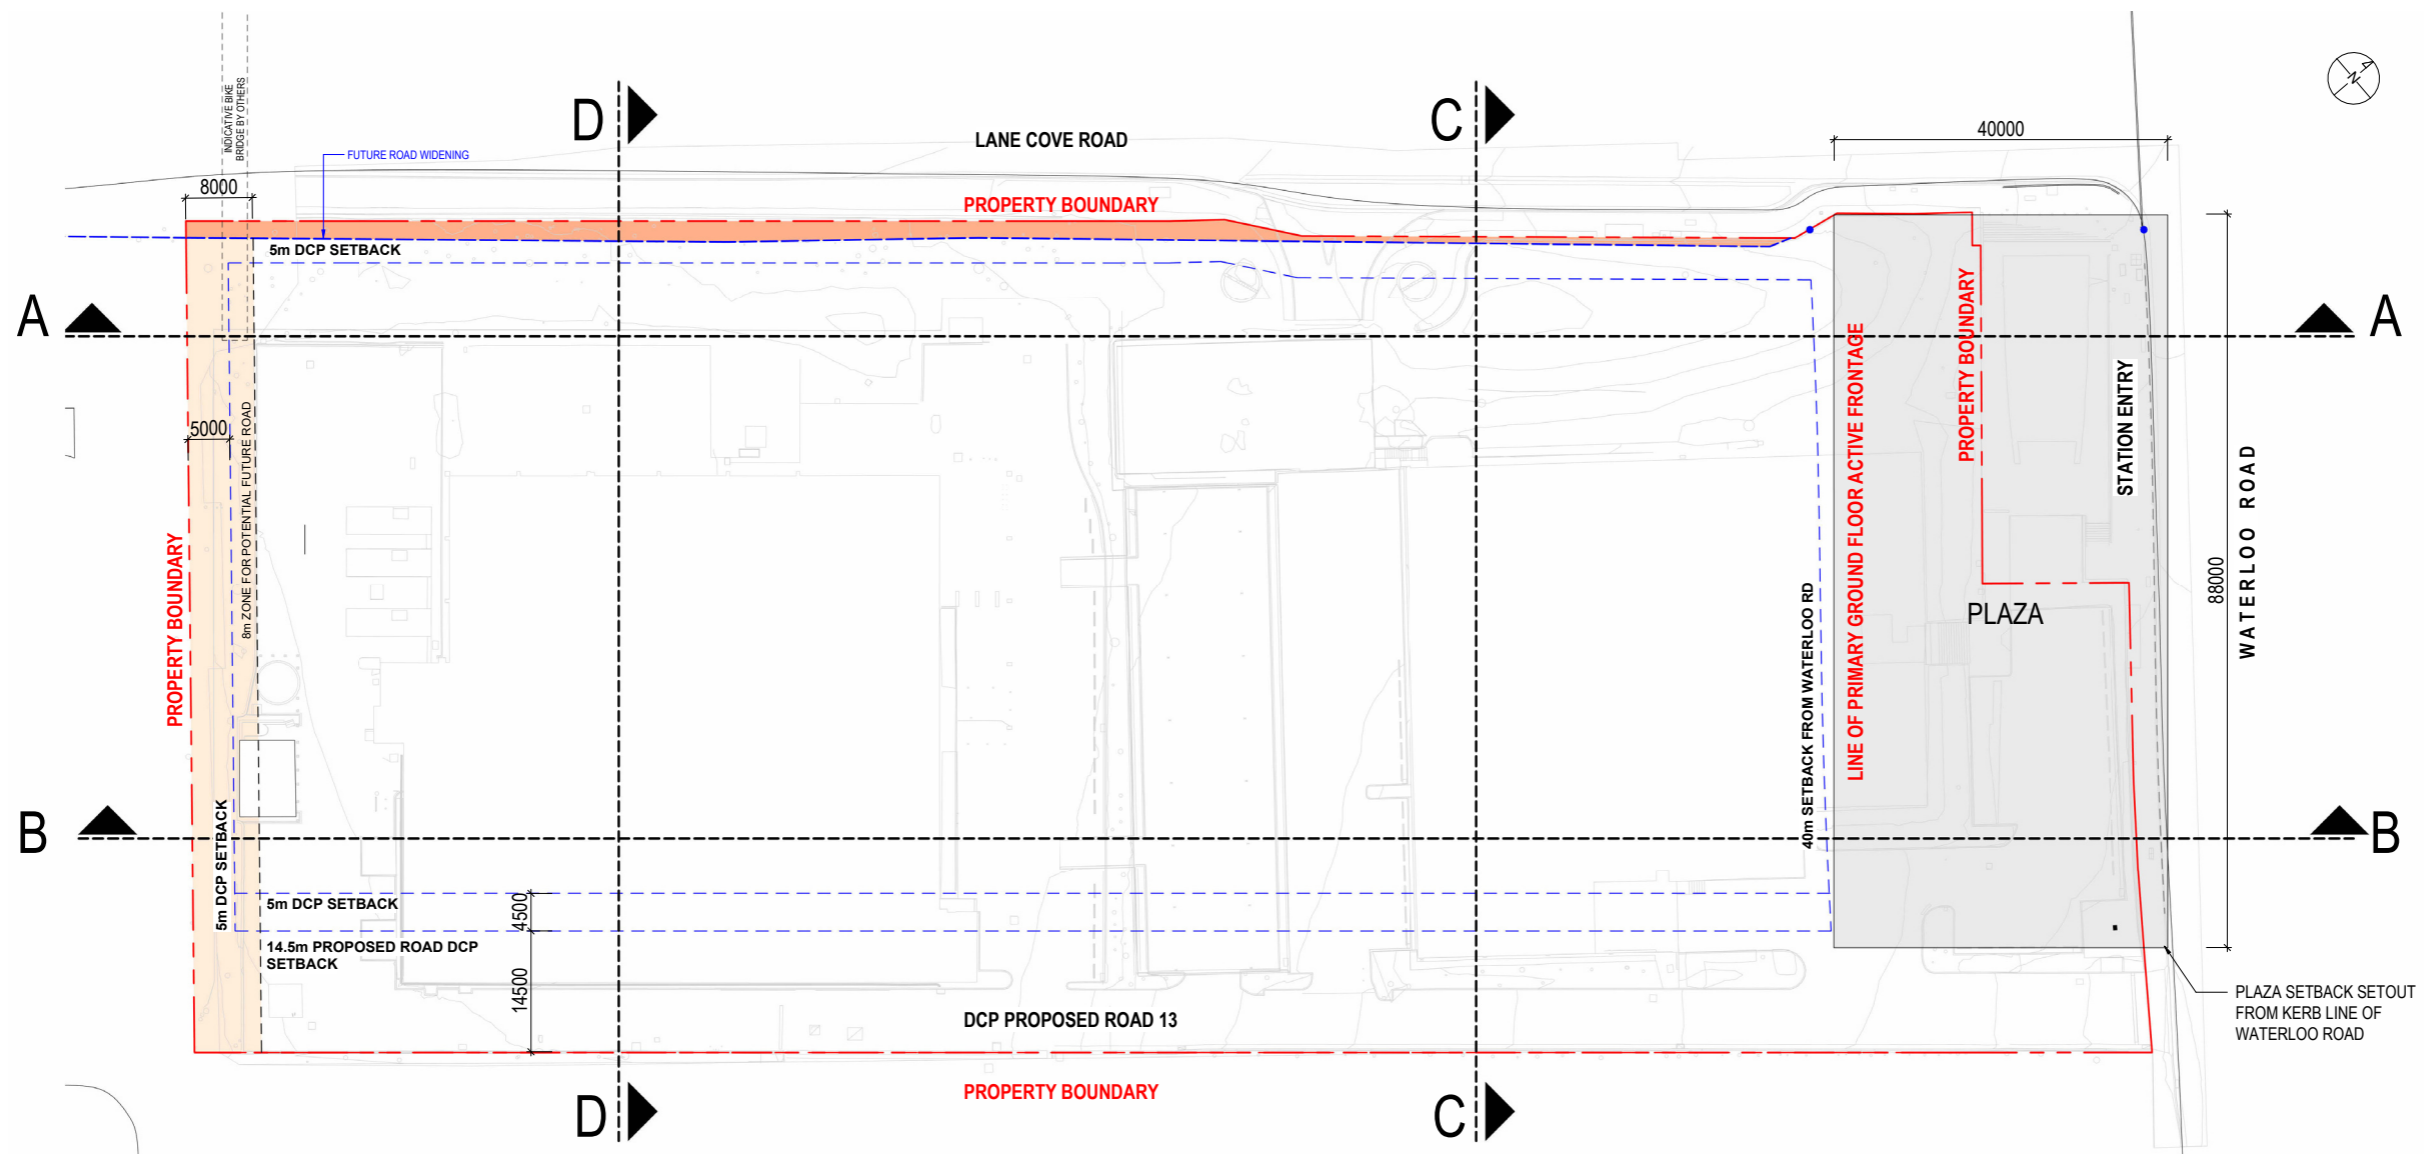 INDICATIVE BIKE
BRIDGE BY OTHERS
D
C
LANE COVE ROAD
40000
N
FUTURE ROAD WIDENING
8000
PROPERTY BOUNDARY
5m DCP SETBACK
A
A
5000
8m ZONE FOR POTENTIAL FUTURE ROAD
PROPERTY BOUNDARY
LINE OF PRIMARY GROUND FLOOR ACTIVE FRONTAGE
PROPERTY BOUNDARY
STATION ENTRY
WATERLOO ROAD
88000
PLAZA
40m SETBACK FROM WATERLOO RD
B
B
5m DCP SETBACK
5m DCP SETBACK
4500
14.5m PROPOSED ROAD DCP
SETBACK
14500
DCP PROPOSED ROAD 13
PLAZA SETBACK SETOUT
FROM KERB LINE OF
WATERLOO ROAD
PROPERTY BOUNDARY
D
C